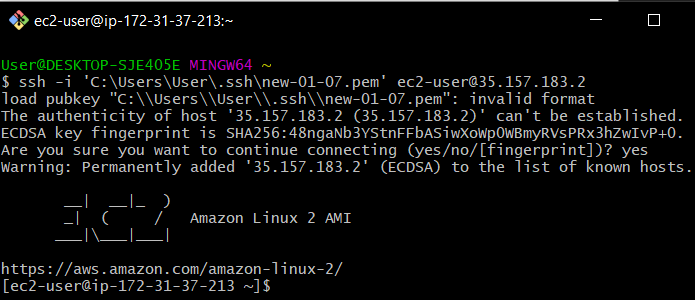 ec2-user@ip-172-31-37-213:~
User@DESKTOP-SJE405E MINGW64 ~
$ ssh -i 'C:\Users\User\.ssh\new-01-07.pem' ec2-user@35.157.183.2
load pubkey "C:\\Users\\User\\.ssh\\new-01-07.pem": invalid format
The authenticity of host '35.157.183.2 (35.157.183.2)' can't be established.
ECDSA key fingerprint is SHA256:48ngaNb3YStnFFbASiwXoWpOWBmyRVsPRx3hZwIvP+0.
Are you sure you want to continue connecting (yes/no/[fingerprint])? yes
Warning: Permanently added '35.157.183.2' (ECDSA) to the list of known hosts.

       __|  __|_  )
       _|  (     /   Amazon Linux 2 AMI
      ___|\___|___|

https://aws.amazon.com/amazon-linux-2/
[ec2-user@ip-172-31-37-213 ~]$